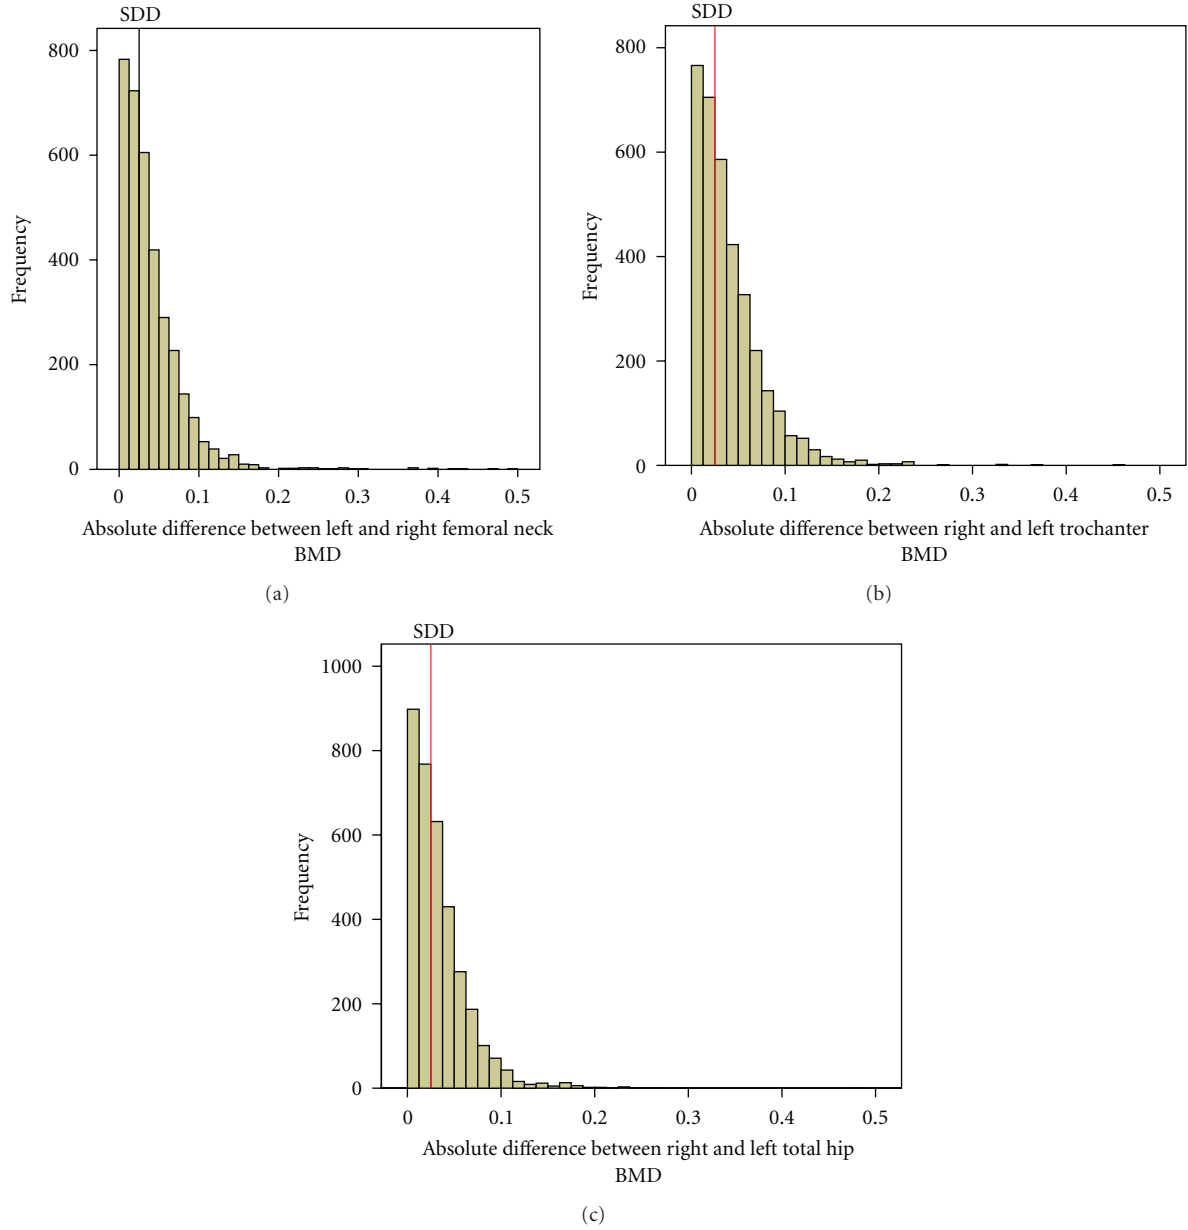 SDD
800
600
400
200
0
Frequency
0 0.1 0.2 0.3 0.4 0.5
Absolute difference between left and right femoral neck
BMD
(a)
SDD
800
600
400
200
0
Frequency
0 0.1 0.2 0.3 0.4 0.5
Absolute difference between right and left trochanter
BMD
(b)
SDD
1000
800
600
400
200
0
Frequency
0 0.1 0.2 0.3 0.4 0.5
Absolute difference between right and left total hip
BMD
(c)